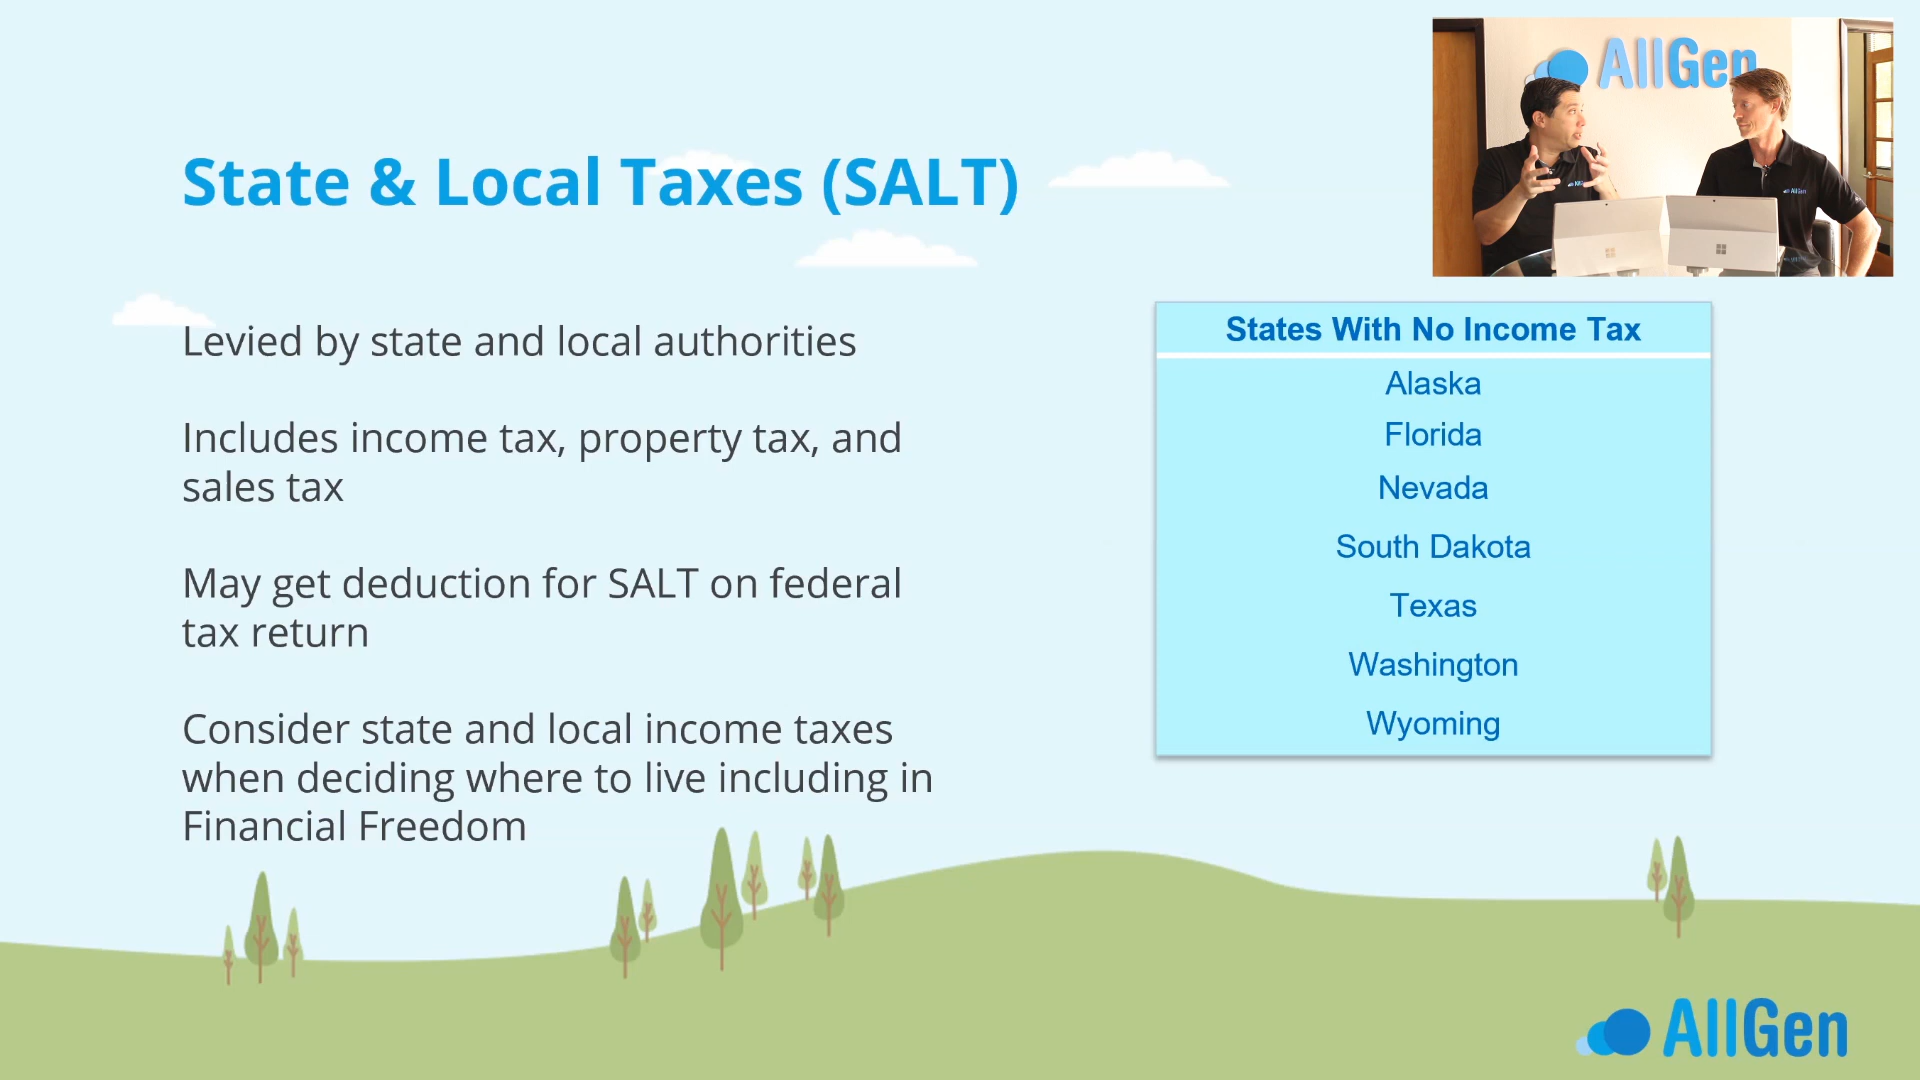 AllGen
State & Local Taxes (SALT)
Levied by state and local authorities
Includes income tax, property tax, and
sales tax
May get deduction for SALT on federal
tax return
Consider state and local income taxes
when deciding where to live including in
Financial Freedom
States With No Income Tax
Alaska
Florida
Nevada
South Dakota
Texas
Washington
Wyoming
AllGen
AllGen
AllGen